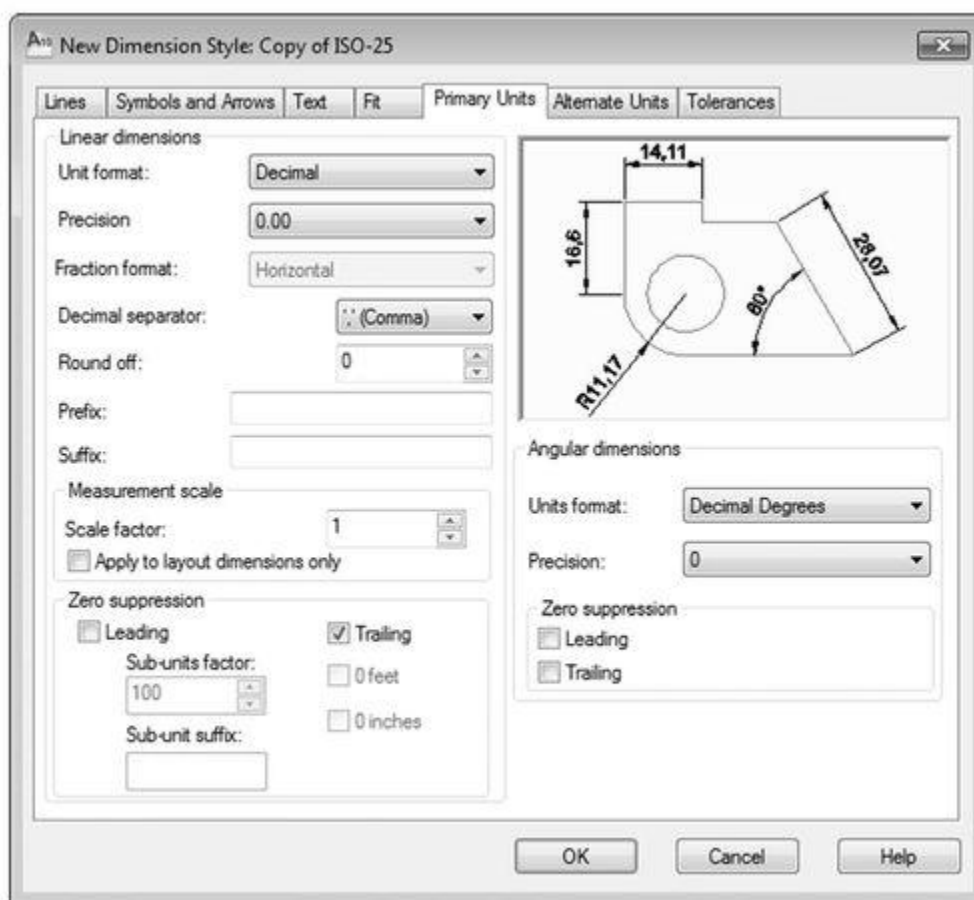 New Dimension Style: Copy of ISO-25
Lines Symbols and Arrows Text Fit Primary Units Alternate Units Tolerances
Linear dimensions
Unit format: Decimal
Precision 0.00
Fraction format: Horizontal
Decimal separator: ',' (Comma)
Round off: 0
Prefix:
Suffix:
Measurement scale
Scale factor: 1
Apply to layout dimensions only
Zero suppression
Leading
Trailing
Sub-units factor:
100
0 feet
0 inches
Sub-unit suffix:
14,11
16,6
28,07
60°
R11,17
Angular dimensions
Units format: Decimal Degrees
Precision: 0
Zero suppression
Leading
Trailing
OK Cancel Help